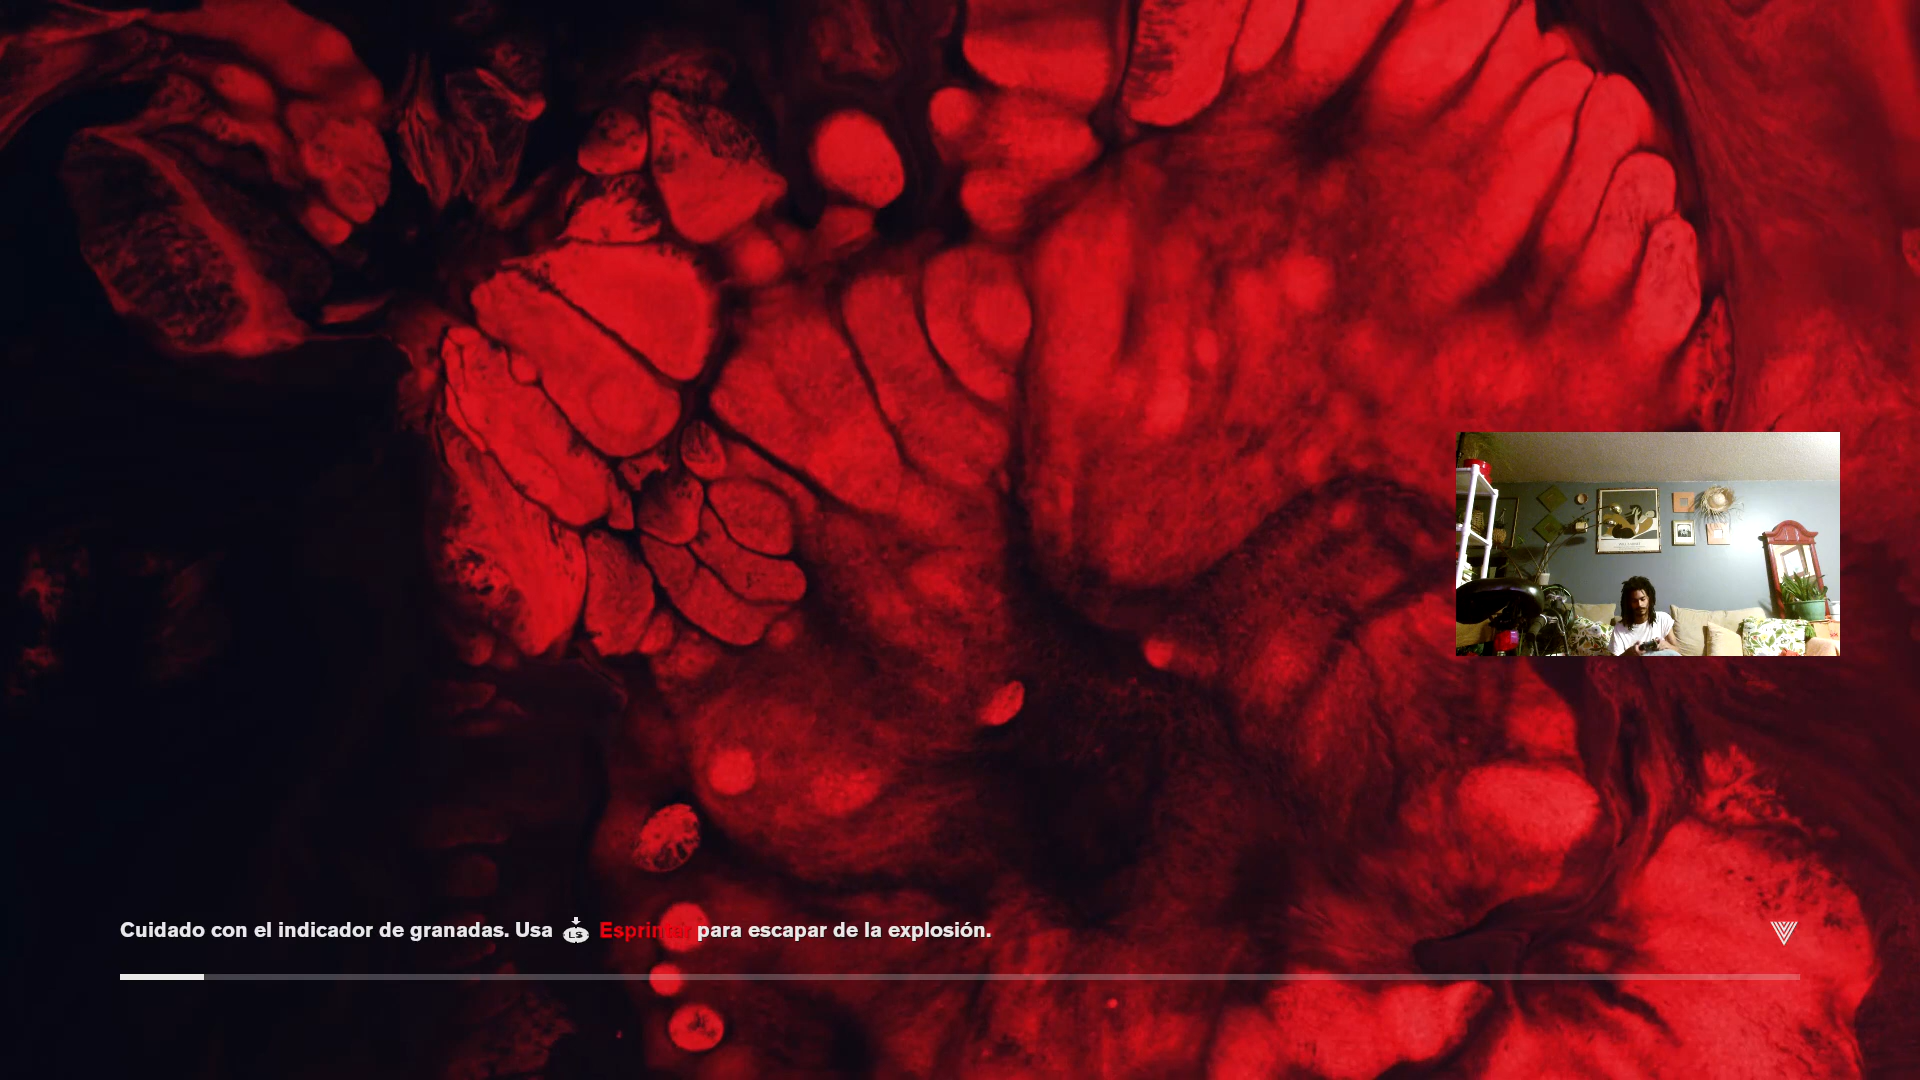 Cuidado con el indicador de granadas. Usa LS Esprintar para escapar de la explosión.